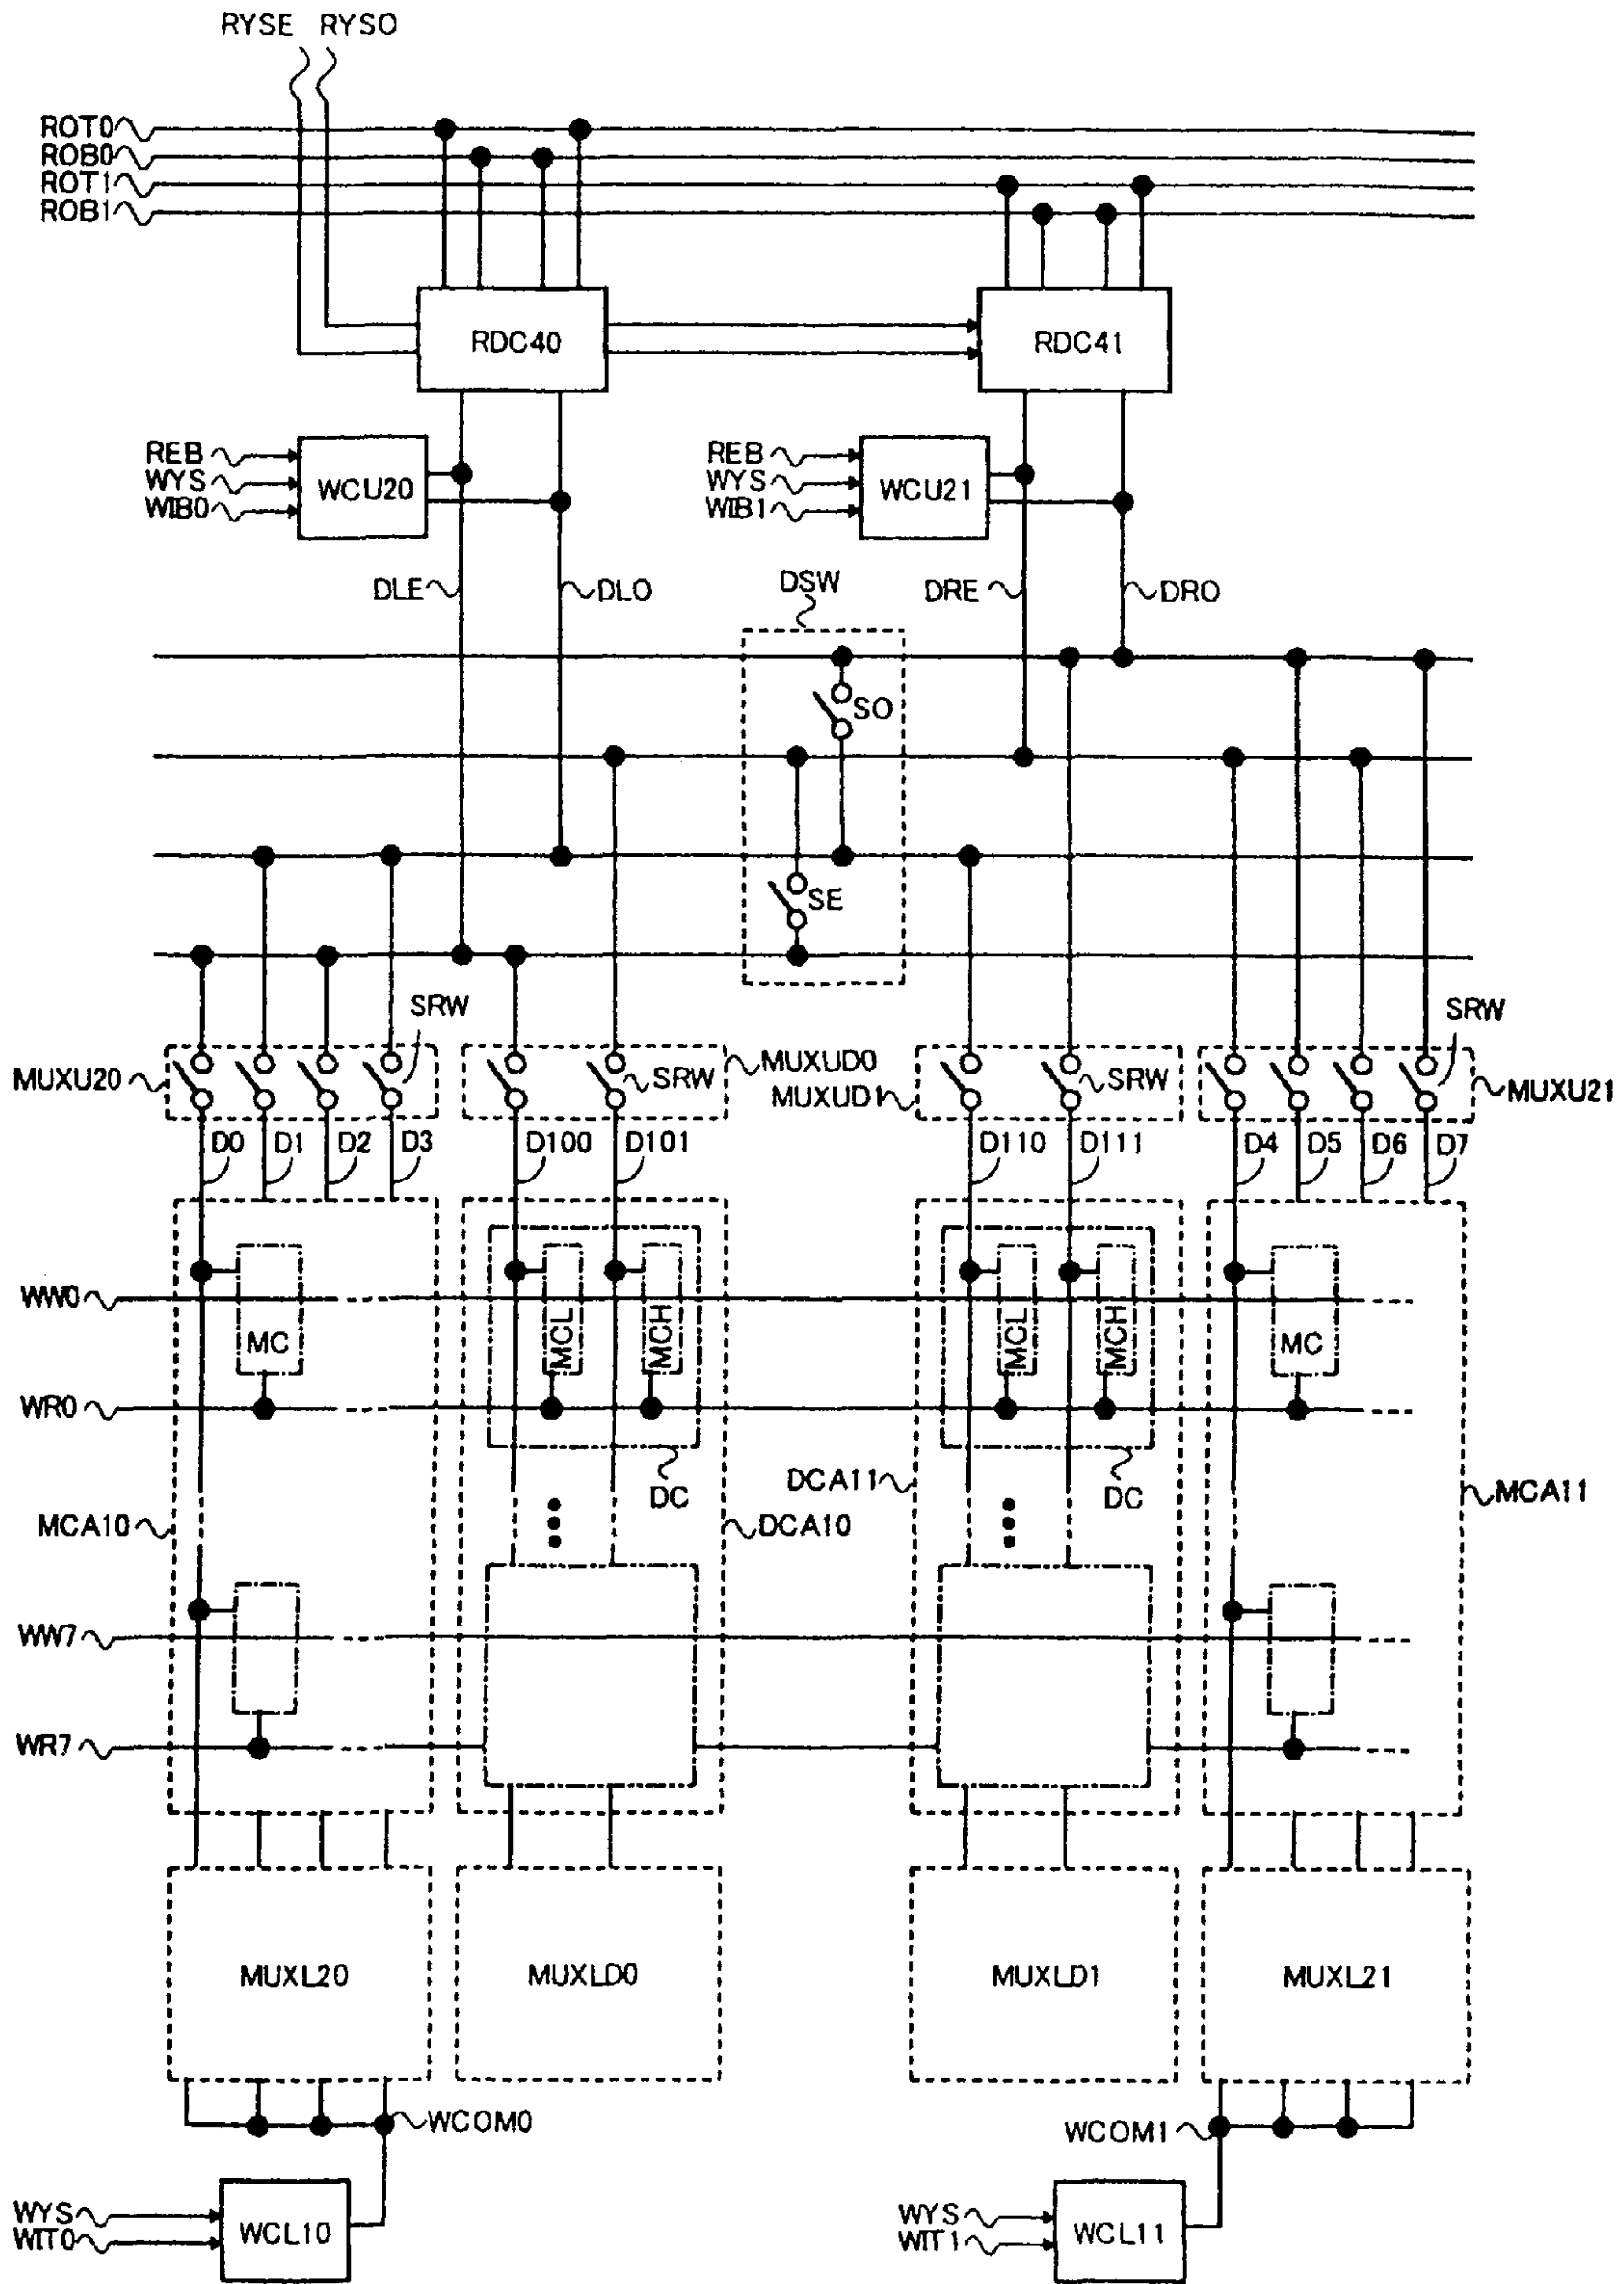 RYSE RYSO
ROT0
ROB0
ROT1
ROB1
RDC40 RDC41
REB REB
WYS WCU20 WYS WCU21
WIB0 WIB1
DLE DLO DSW DRE DRO
SO
SE
SRW SRW
MUXU20 SRW MUXUD0 MUXUD1 SRW MUXU21
D0 D1 D2 D3 D100 D101 D110 D111 D4 D5 D6 D7
WW0
MC MCL MCH MCL MCH MC
WR0
DC DCA11 DC MCA11
MCA10 DCA10
WW7
WR7
MUXL20 MUXLD0 MUXLD1 MUXL21
WCOM0 WCOM1
WYS WCL10 WYS WCL11
WIT0 WIT1